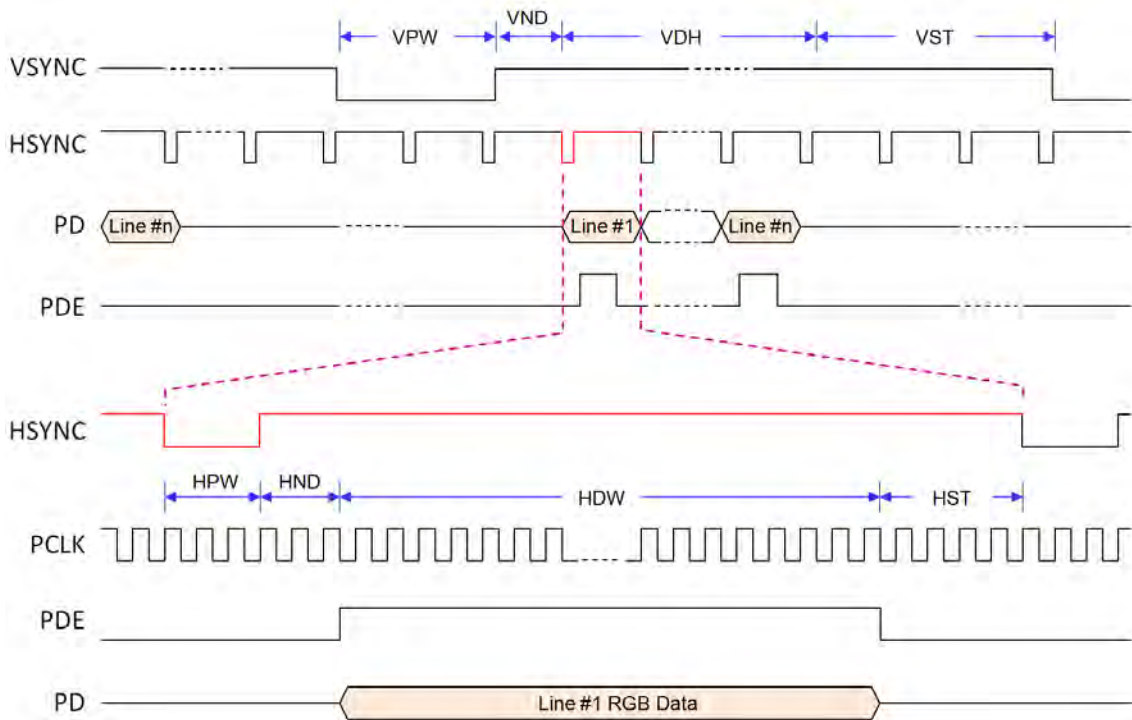 VPW VND VDH VST
VSYNC
HSYNC
PD Line #n Line #1 Line #n
PDE
HSYNC
HPW HND HDW HST
PCLK
PDE
PD Line #1 RGB Data